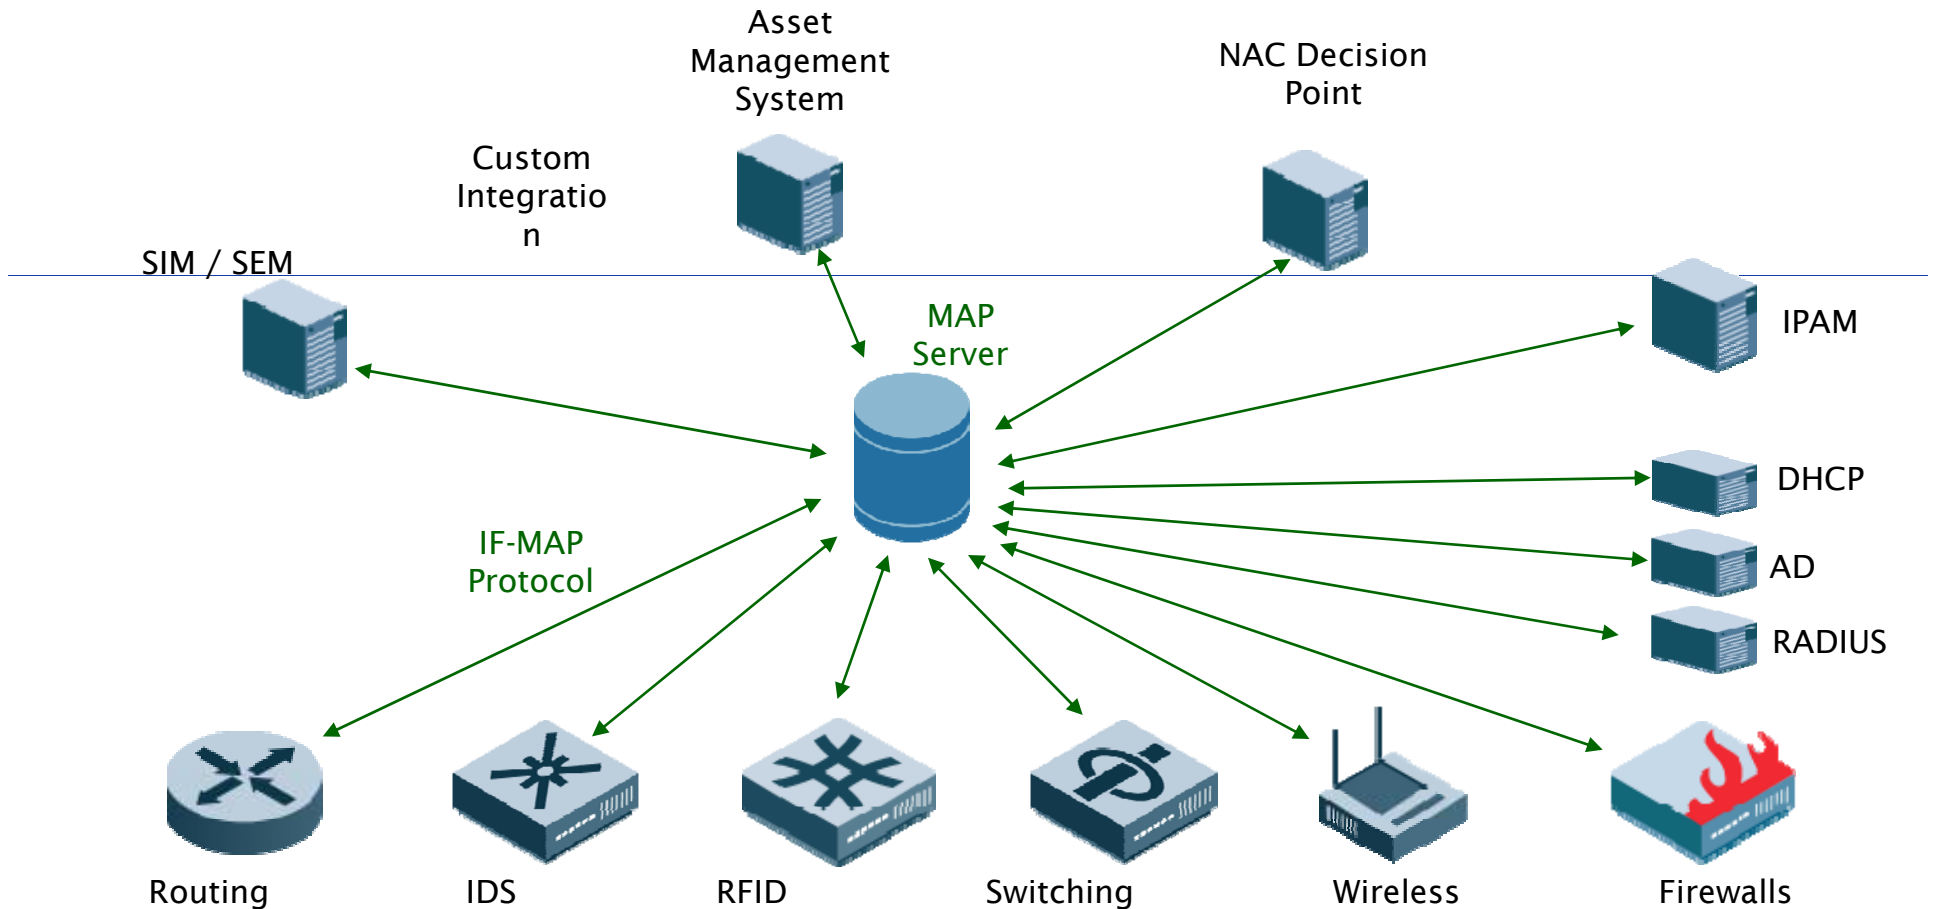 Asset
Management
System
NAC Decision
Point
Custom
Integratio
n
SIM / SEM
MAP
Server
IPAM
DHCP
IF-MAP
Protocol
AD
RADIUS
Routing
IDS
RFID
Switching
Wireless
Firewalls